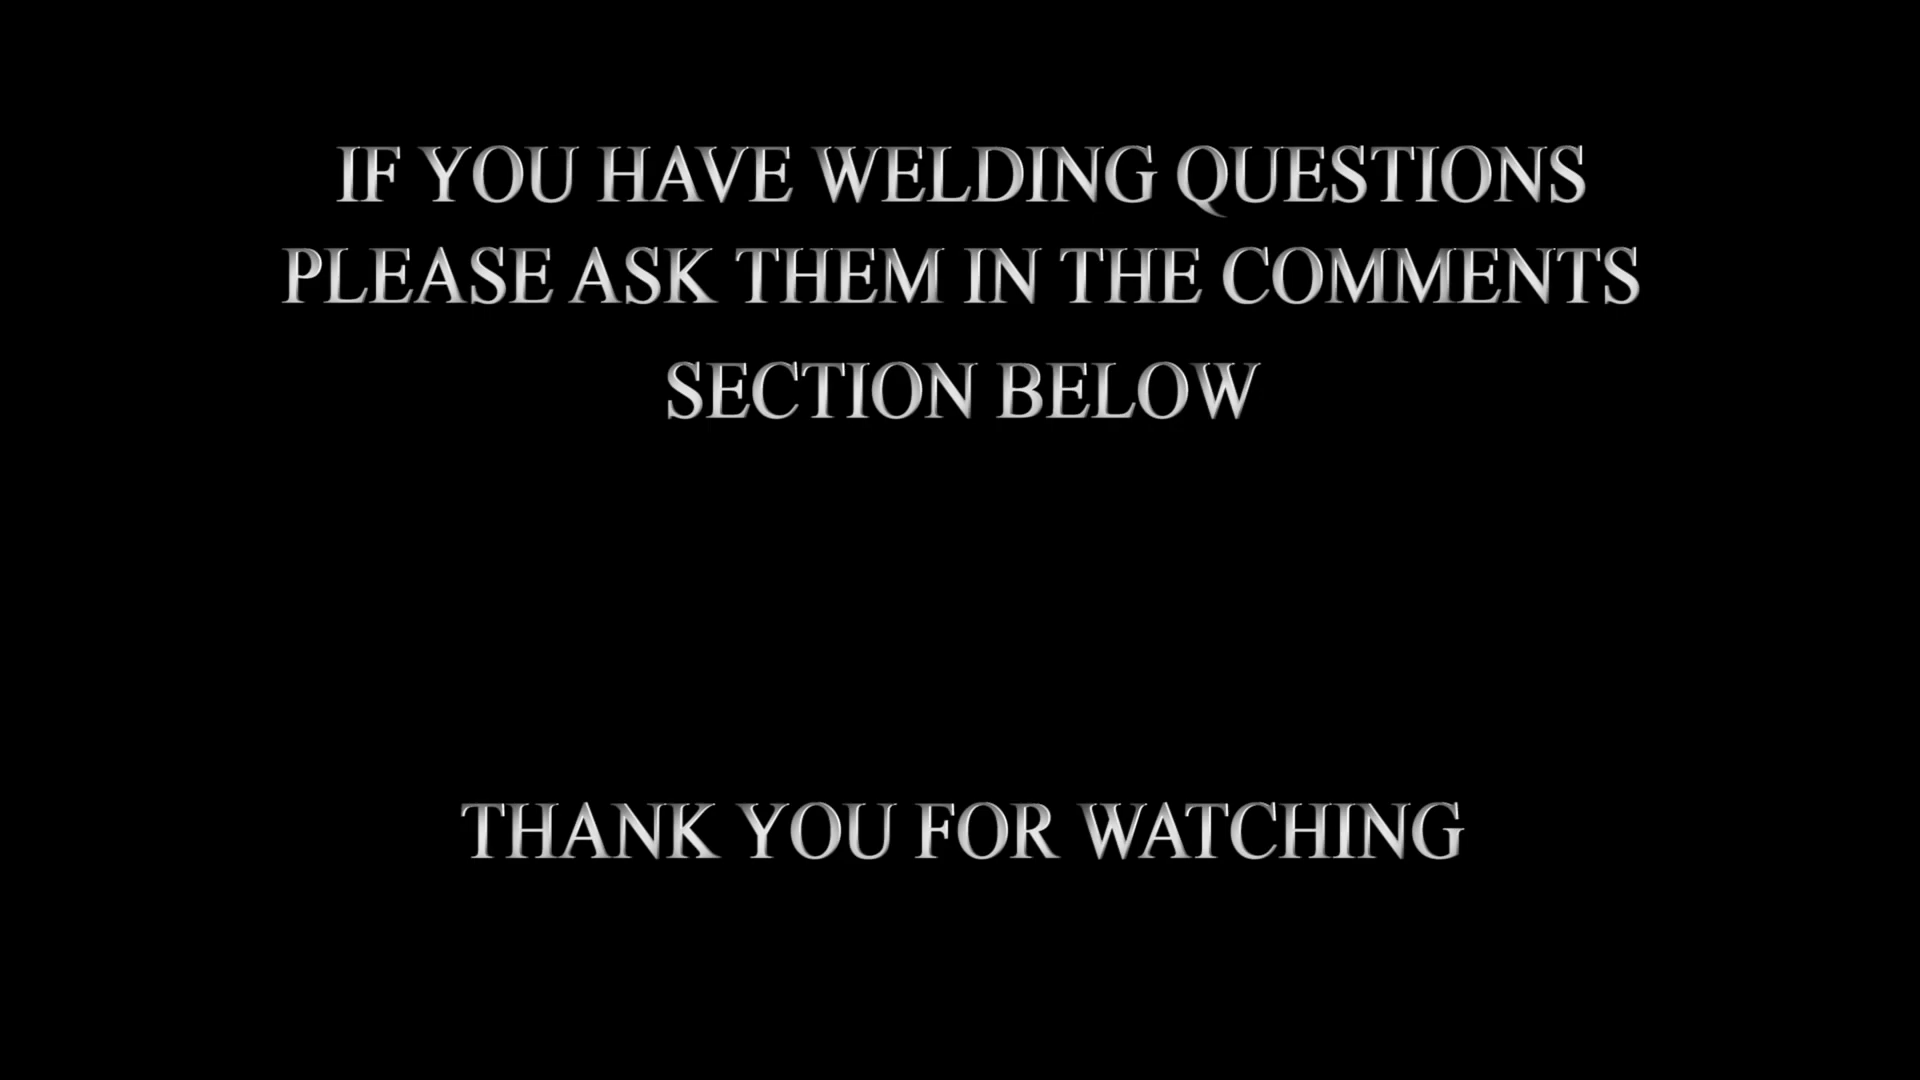 IF YOU HAVE WELDING QUESTIONS
PLEASE ASK THEM IN THE COMMENTS
SECTION BELOW
THANK YOU FOR WATCHING